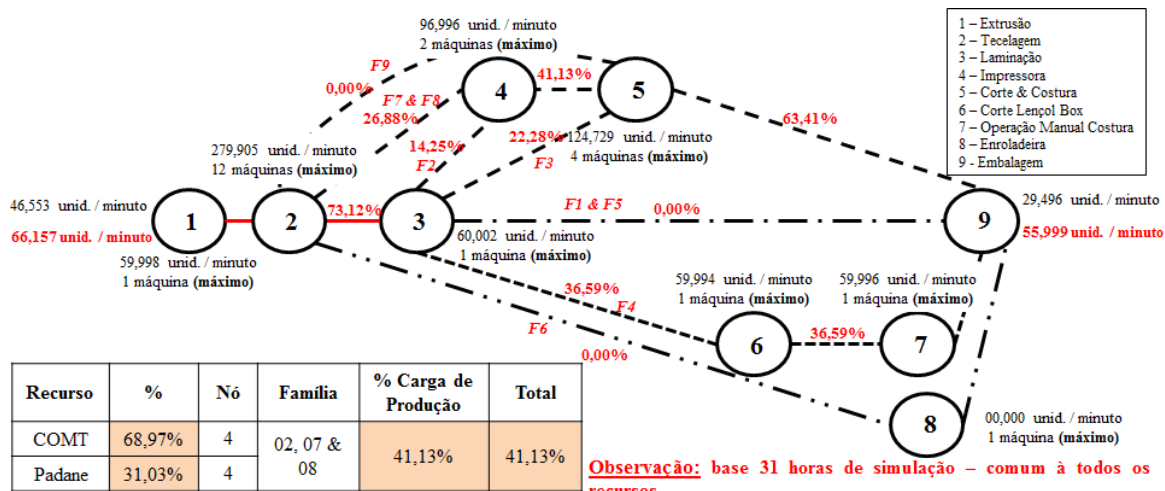 96,996 unid. / minuto
2 máquinas (máximo)
1 – Extrusão
2 – Tecelagem
3 – Laminação
4 – Impressora
5 – Corte & Costura
6 – Corte Lençol Box
7 – Operação Manual Costura
8 – Enroladeira
9 - Embalagem
F9
0,00%
F7 & F8
26,88%
4
41,13%
5
63,41%
14,25%
F2
22,28%
F3
124,729 unid. / minuto
4 máquinas (máximo)
279,905 unid. / minuto
12 máquinas (máximo)
46,553 unid. / minuto
66,157 unid. / minuto
1
2
73,12%
3
F1 & F5
0,00%
9
29,496 unid. / minuto
55,999 unid. / minuto
59,998 unid. / minuto
1 máquina (máximo)
60,002 unid. / minuto
1 máquina (máximo)
36,59%
F4
F6
0,00%
59,994 unid. / minuto
1 máquina (máximo)
59,996 unid. / minuto
1 máquina (máximo)
6
36,59%
7
8
00,000 unid. / minuto
1 máquina (máximo)
Recurso % Nó Família % Carga de Produção Total
COMT 68,97% 4 02, 07 & 08 41,13% 41,13%
Padane 31,03% 4
Observação: base 31 horas de simulação – comum à todos os
recursos